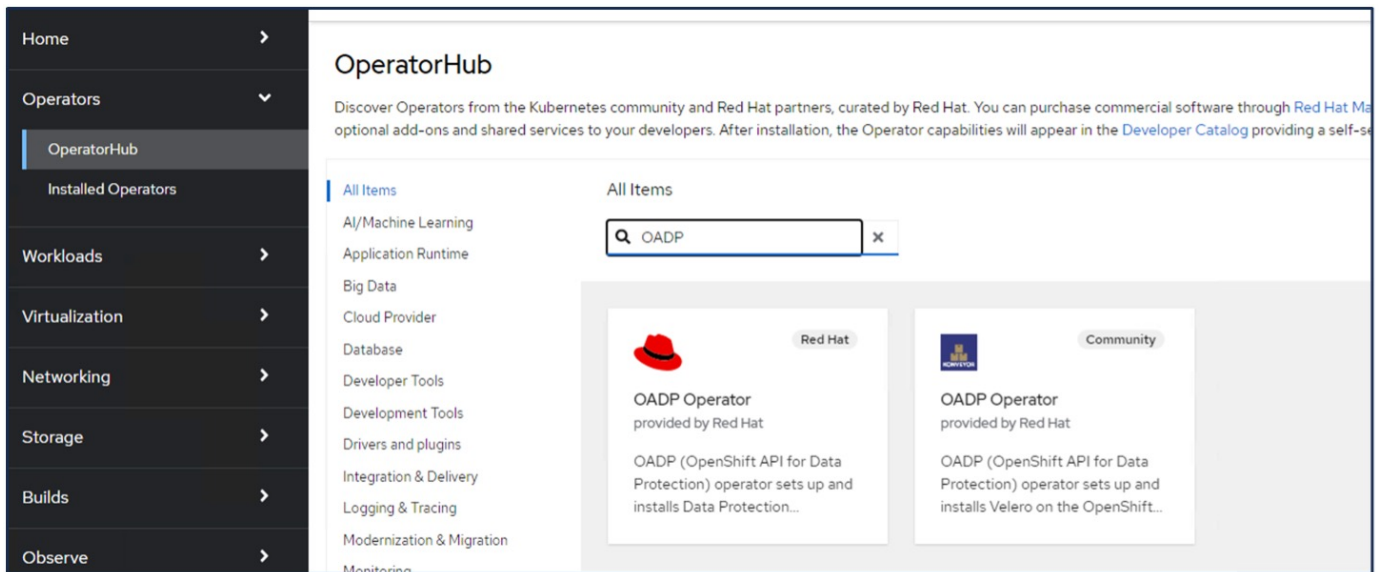 Home
Operators
OperatorHub
Installed Operators
Workloads
Virtualization
Networking
Storage
Builds
Observe
OperatorHub
Discover Operators from the Kubernetes community and Red Hat partners, curated by Red Hat. You can purchase commercial software through Red Hat Ma
optional add-ons and shared services to your developers. After installation, the Operator capabilities will appear in the Developer Catalog providing a self-se
All Items
AI/Machine Learning
Application Runtime
Big Data
Cloud Provider
Database
Developer Tools
Development Tools
Drivers and plugins
Integration & Delivery
Logging & Tracing
Modernization & Migration
Monitoring
All Items
OADP
Red Hat
OADP Operator
provided by Red Hat
OADP (OpenShift API for Data
Protection) operator sets up and
installs Data Protection...
KONVEYOR
Community
OADP Operator
provided by Red Hat
OADP (OpenShift API for Data
Protection) operator sets up and
installs Velero on the OpenShift...